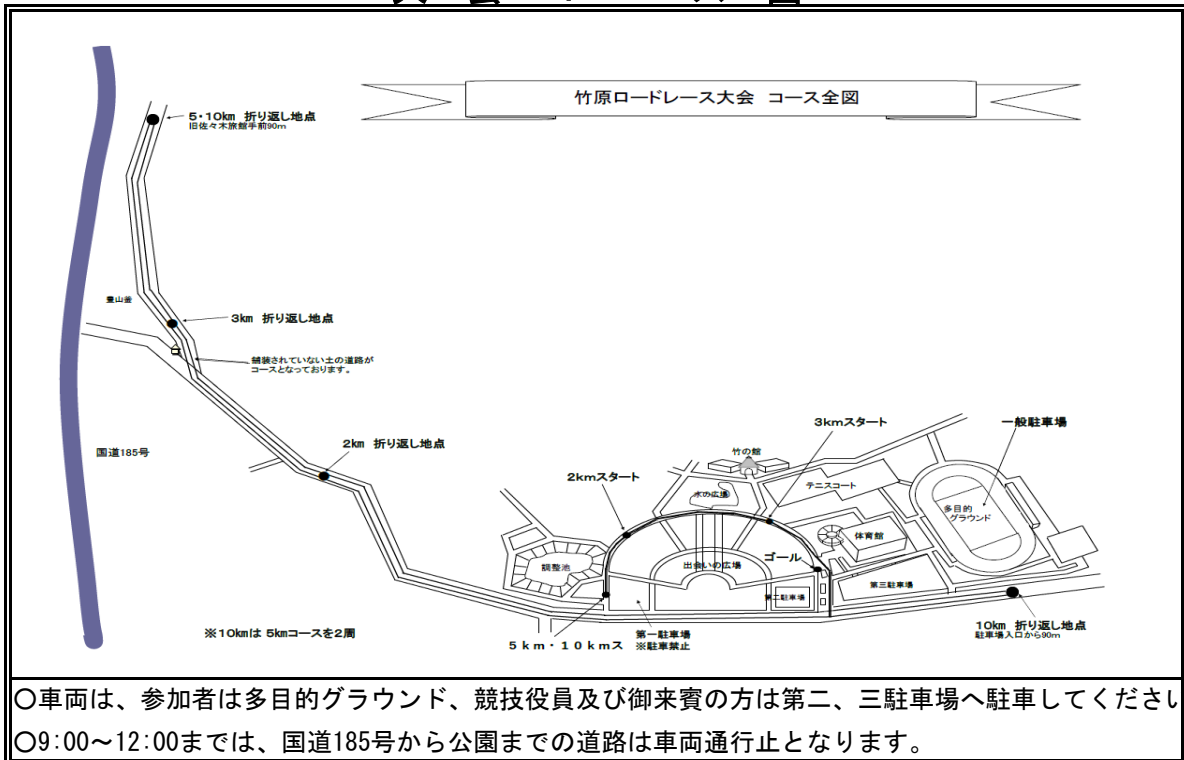 竹原ロードレース大会 コース全図
5・10km 折り返し地点
旧佐々木旅館手前90m
3km 折り返し地点
舗装されていない土の道路が
コースとなっております。
国道185号
2km 折り返し地点
3kmスタート
一般駐車場
竹の館
2kmスタート
水の広場
テニスコート
多目的
グラウンド
体育館
調整池
出会いの広場
ゴール
第三駐車場
第二駐車場
※10kmは 5kmコースを2周
5km・10kmス
第一駐車場
※駐車禁止
10km 折り返し地点
駐車場入口から90m
〇車両は、参加者は多目的グラウンド、競技役員及び御来賓の方は第二、三駐車場へ駐車してください
〇9:00～12:00までは、国道185号から公園までの道路は車両通行止となります。